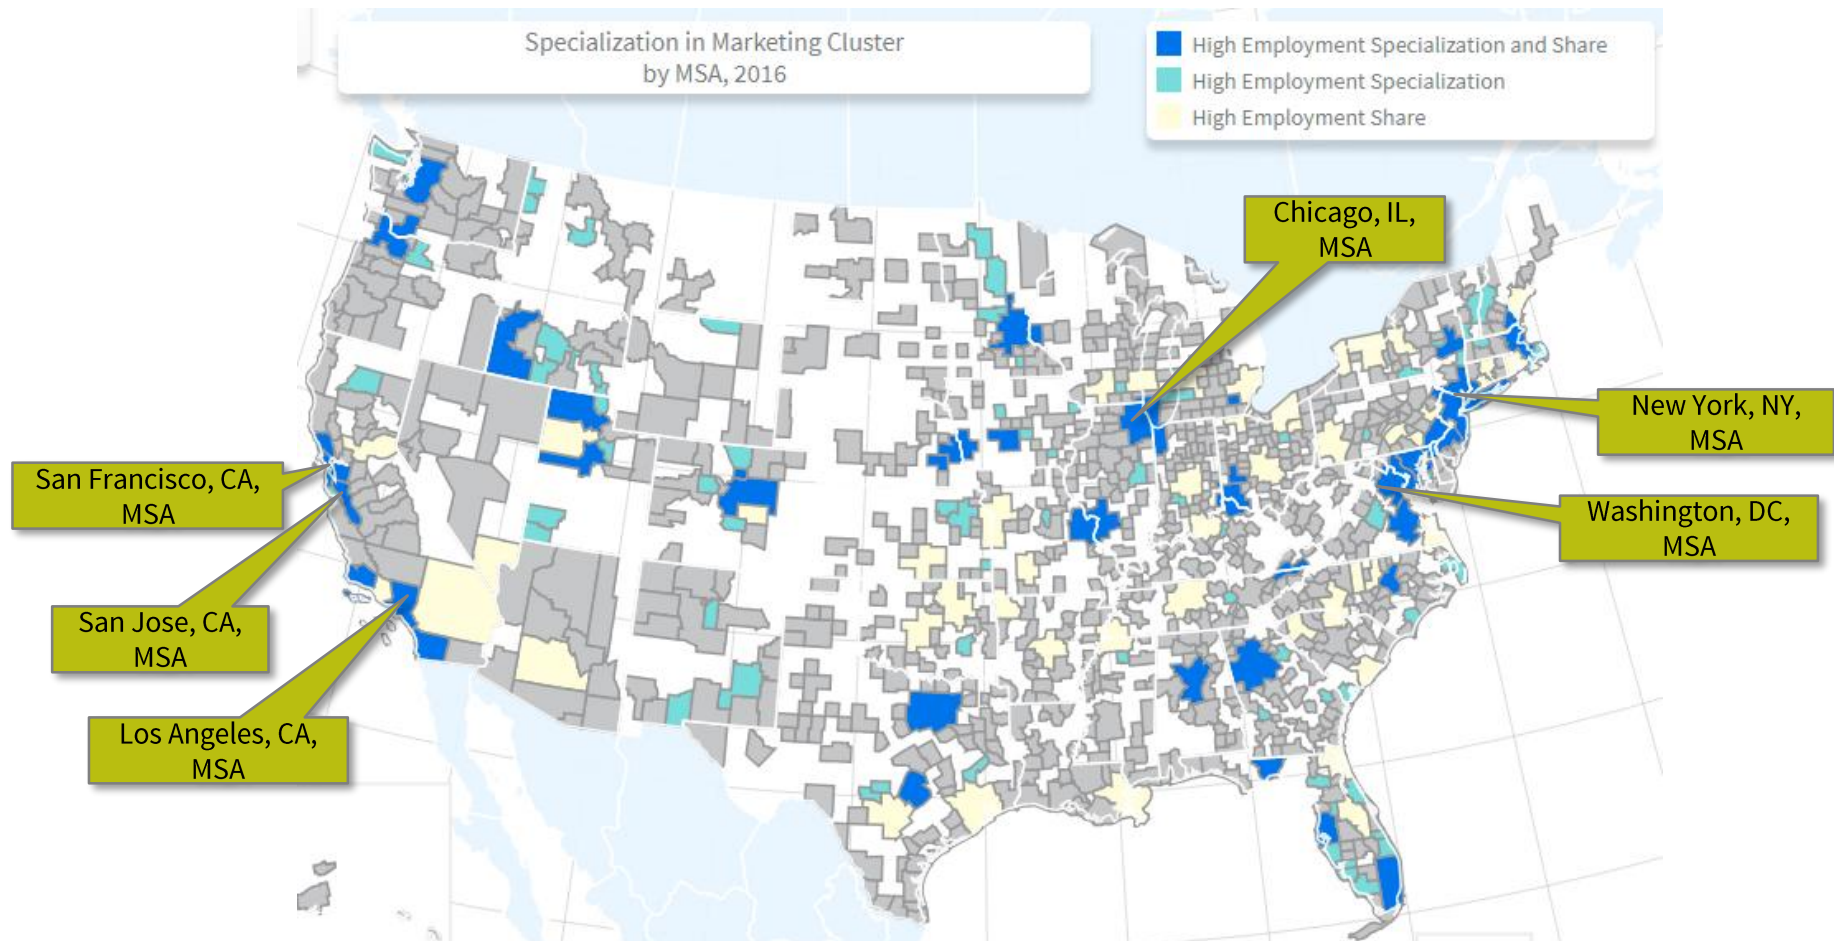 Specialization in Marketing Cluster
by MSA, 2016
High Employment Specialization and Share
High Employment Specialization
High Employment Share
Chicago, IL,
MSA
New York, NY,
MSA
San Francisco, CA,
MSA
Washington, DC,
MSA
San Jose, CA,
MSA
Los Angeles, CA,
MSA